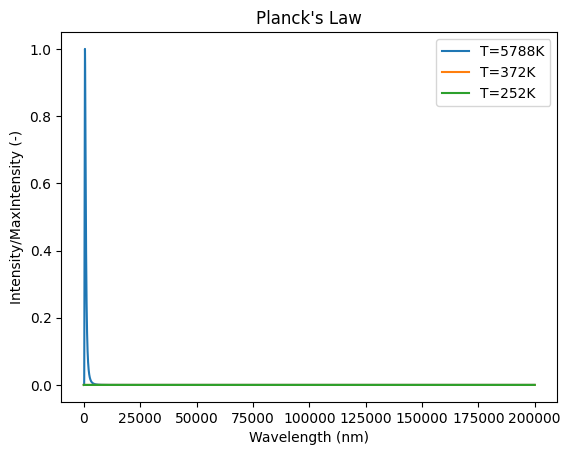 Planck's Law
T=5788K
T=372K
T=252K
Intensity/MaxIntensity (-)
1.0
0.8
0.6
0.4
0.2
0.0
0 25000 50000 75000 100000 125000 150000 175000 200000
Wavelength (nm)